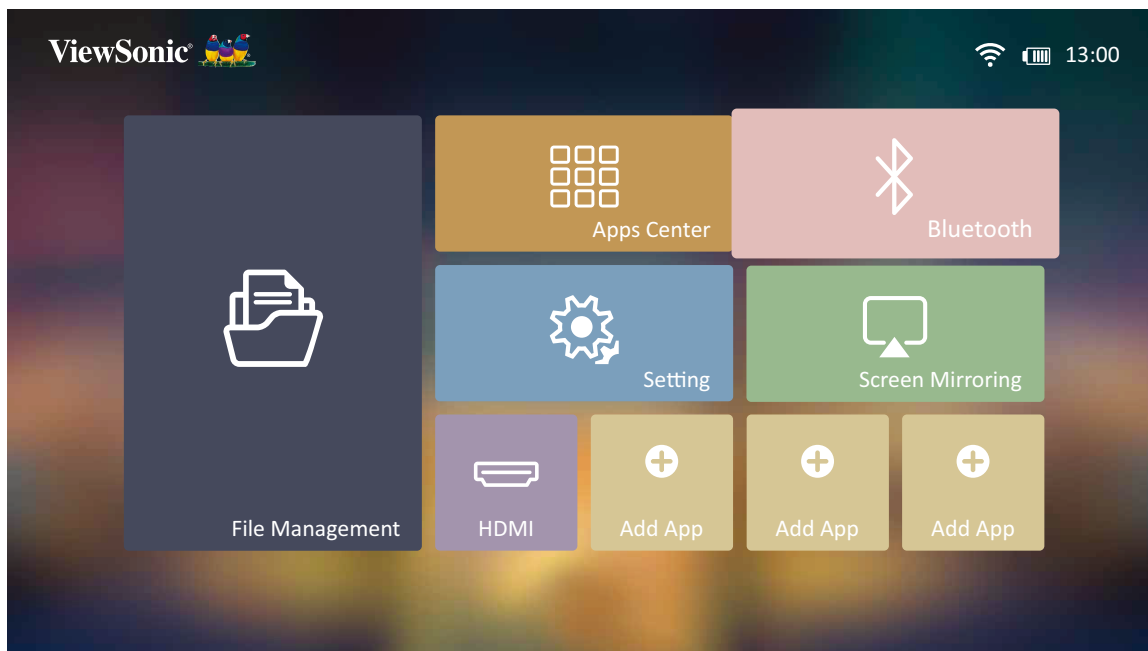 ViewSonic®
13:00
Apps Center
Bluetooth
Setting
Screen Mirroring
File Management
HDMI
Add App
Add App
Add App